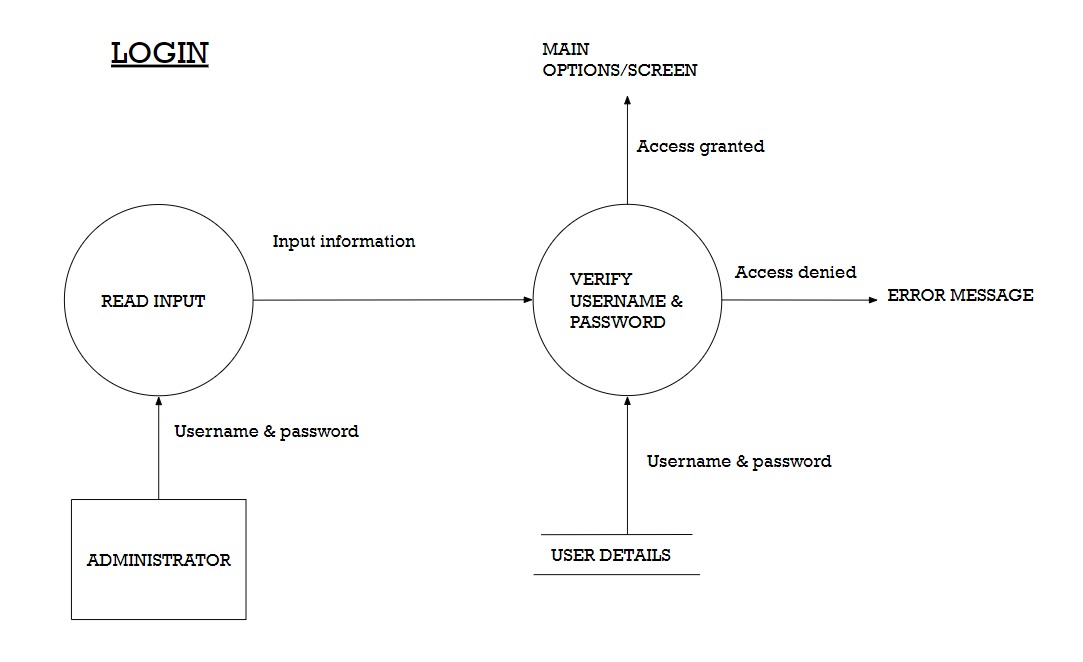 LOGIN
MAIN
OPTIONS/SCREEN
Access granted
Input information
READ INPUT
VERIFY
USERNAME &
PASSWORD
Access denied
ERROR MESSAGE
Username & password
Username & password
ADMINISTRATOR
USER DETAILS